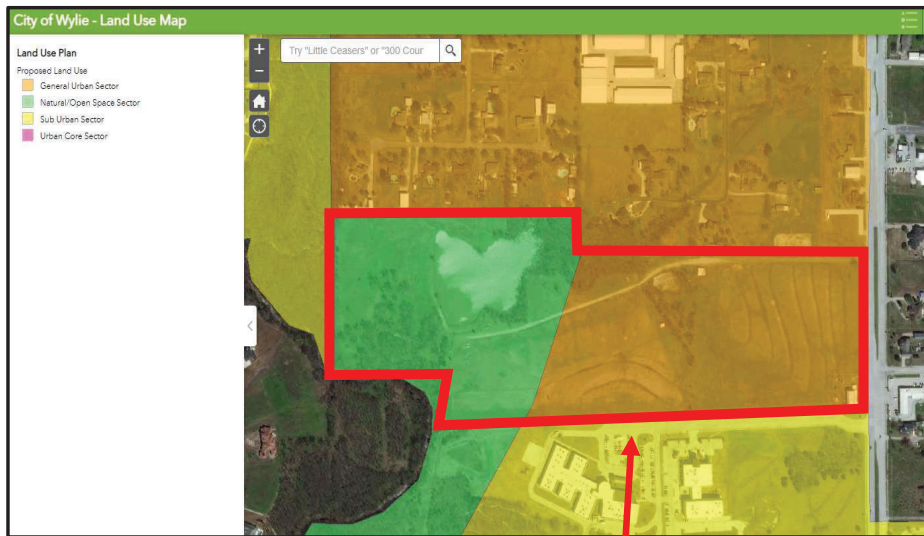 City of Wylie - Land Use Map
Land Use Plan
Proposed Land Use
General Urban Sector
Natural/Open Space Sector
Sub Urban Sector
Urban Core Sector
+
Try "Little Ceasers" or "300 Cour
−